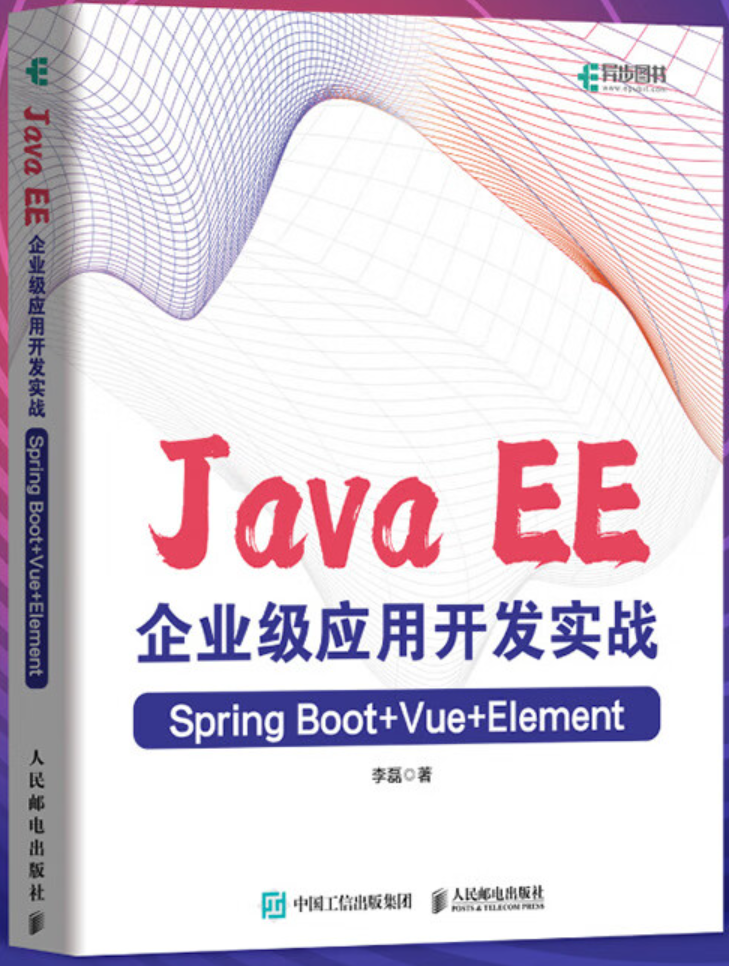 异步图书
www.epubit.com
Java EE
企业级应用开发实战
Spring Boot+Vue+Element
李磊◎著
中国工信出版集团
人民邮电出版社
POSTS & TELECOM PRESS
Java EE
企业级应用开发实战
Spring Boot+Vue+Element
人民邮电出版社